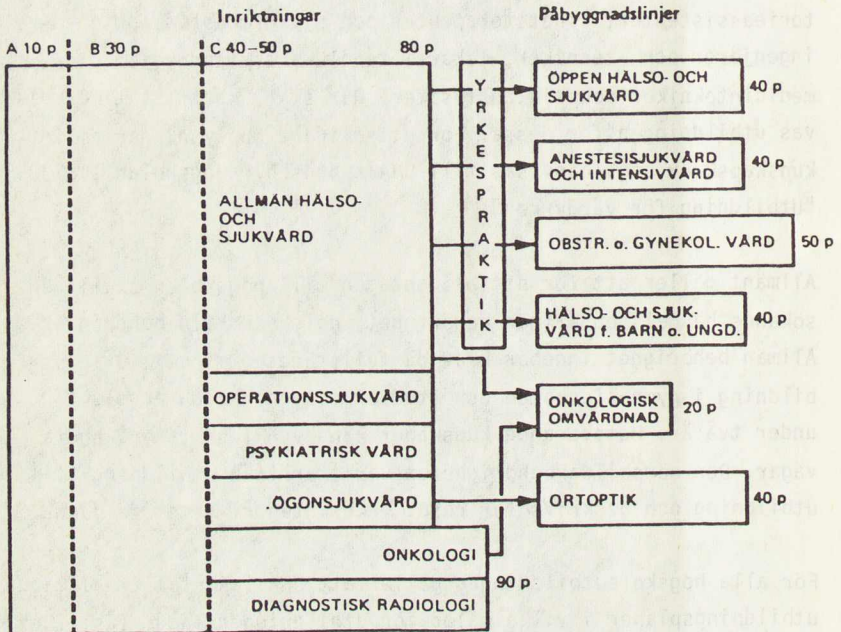 Inriktningar
Påbyggnadslinjer
A 10 p
B 30 p
C 40–50 p
80 p
YRKESPRAKTIK
ÖPPEN HÄLSO- OCH
SJUKVÅRD
40 p
ANESTESISJUKVÅRD
OCH INTENSIVVÅRD
40 p
ALLMÄN HÄLSO-
OCH
SJUKVÅRD
OBSTR. o. GYNEKOL. VÅRD
50 p
HÄLSO- OCH SJUK-
VÅRD f. BARN o. UNGD.
40 p
OPERATIONSSJUKVÅRD
ONKOLOGISK
OMVÅRDNAD
20 p
PSYKIATRISK VÅRD
ÖGONSJUKVÅRD
ORTOPTIK
40 p
ONKOLOGI
90 p
DIAGNOSTISK RADIOLOGI